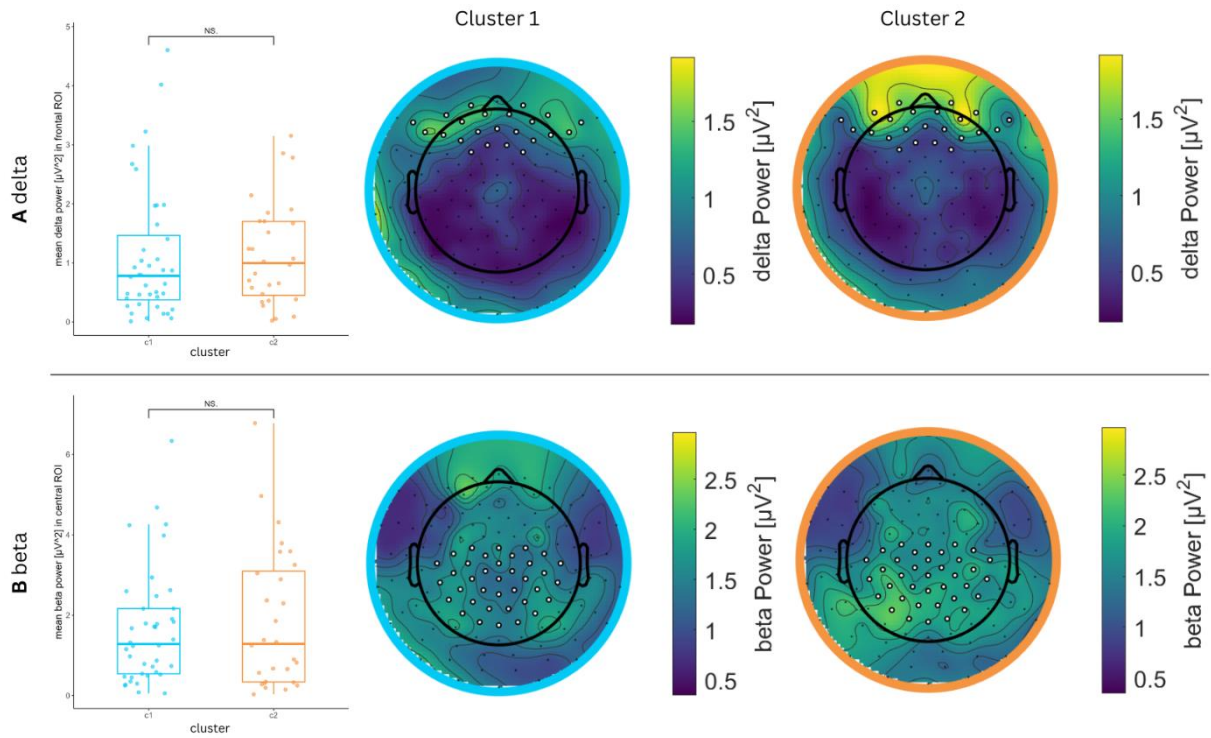 Cluster 1
Cluster 2
A delta
mean delta power [µV^2] in frontal ROI
5
4
3
2
1
0
NS.
c1
c2
cluster
1.5
1
0.5
delta Power [µV²]
1.5
1
0.5
delta Power [µV²]
B beta
mean beta power [µV^2] in central ROI
6
4
2
0
NS.
c1
c2
cluster
2.5
2
1.5
1
0.5
beta Power [µV²]
2.5
2
1.5
1
0.5
beta Power [µV²]